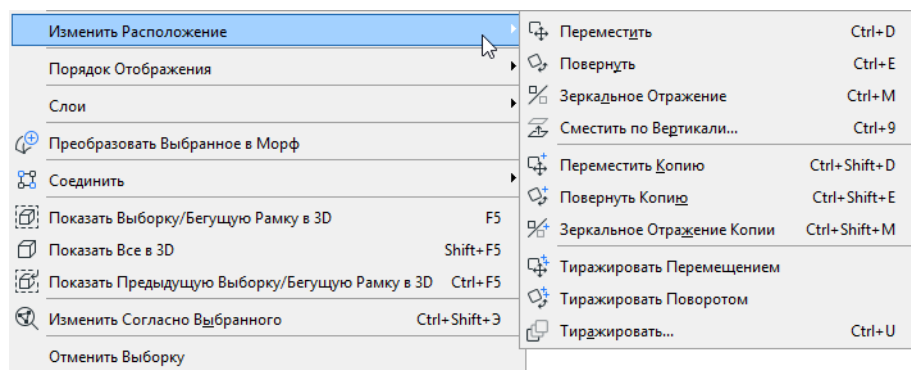 Изменить Расположение
Порядок Отображения
Слои
Преобразовать Выбранное в Морф
Соединить
Показать Выборку/Бегущую Рамку в 3D F5
Показать Все в 3D Shift+F5
Показать Предыдущую Выборку/Бегущую Рамку в 3D Ctrl+F5
Изменить Согласно Выбранного Ctrl+Shift+Э
Отменить Выборку
Переместить Ctrl+D
Повернуть Ctrl+E
Зеркальное Отражение Ctrl+M
Сместить по Вертикали... Ctrl+9
Переместить Копию Ctrl+Shift+D
Повернуть Копию Ctrl+Shift+E
Зеркальное Отражение Копии Ctrl+Shift+M
Тиражировать Перемещением
Тиражировать Поворотом
Тиражировать... Ctrl+U